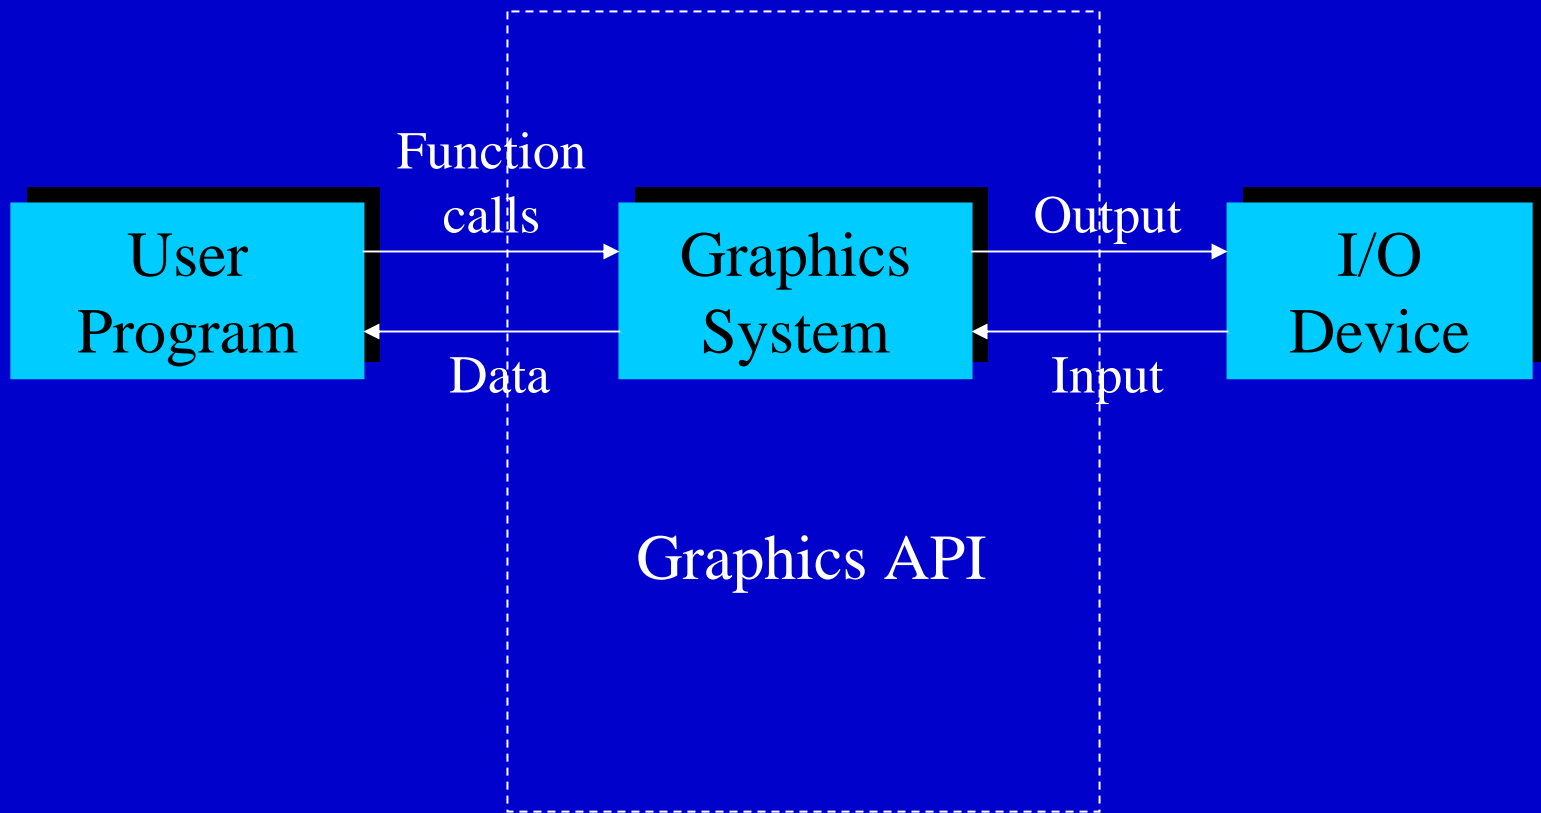 Function
calls
User
Program
Data
Graphics
System
Output
Input
I/O
Device
Graphics API